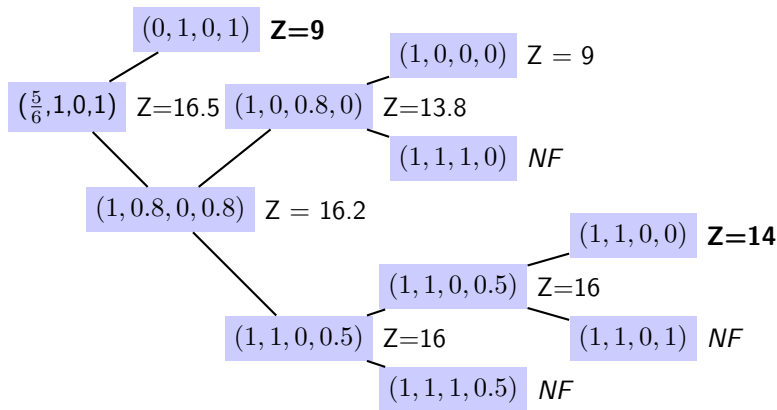 (0, 1, 0, 1) Z=9
(1, 0, 0, 0) Z = 9
(5/6,1,0,1) Z=16.5
(1, 0, 0.8, 0) Z=13.8
(1, 1, 1, 0) NF
(1, 0.8, 0, 0.8) Z = 16.2
(1, 1, 0, 0) Z=14
(1, 1, 0, 0.5) Z=16
(1, 1, 0, 0.5) Z=16
(1, 1, 0, 1) NF
(1, 1, 1, 0.5) NF